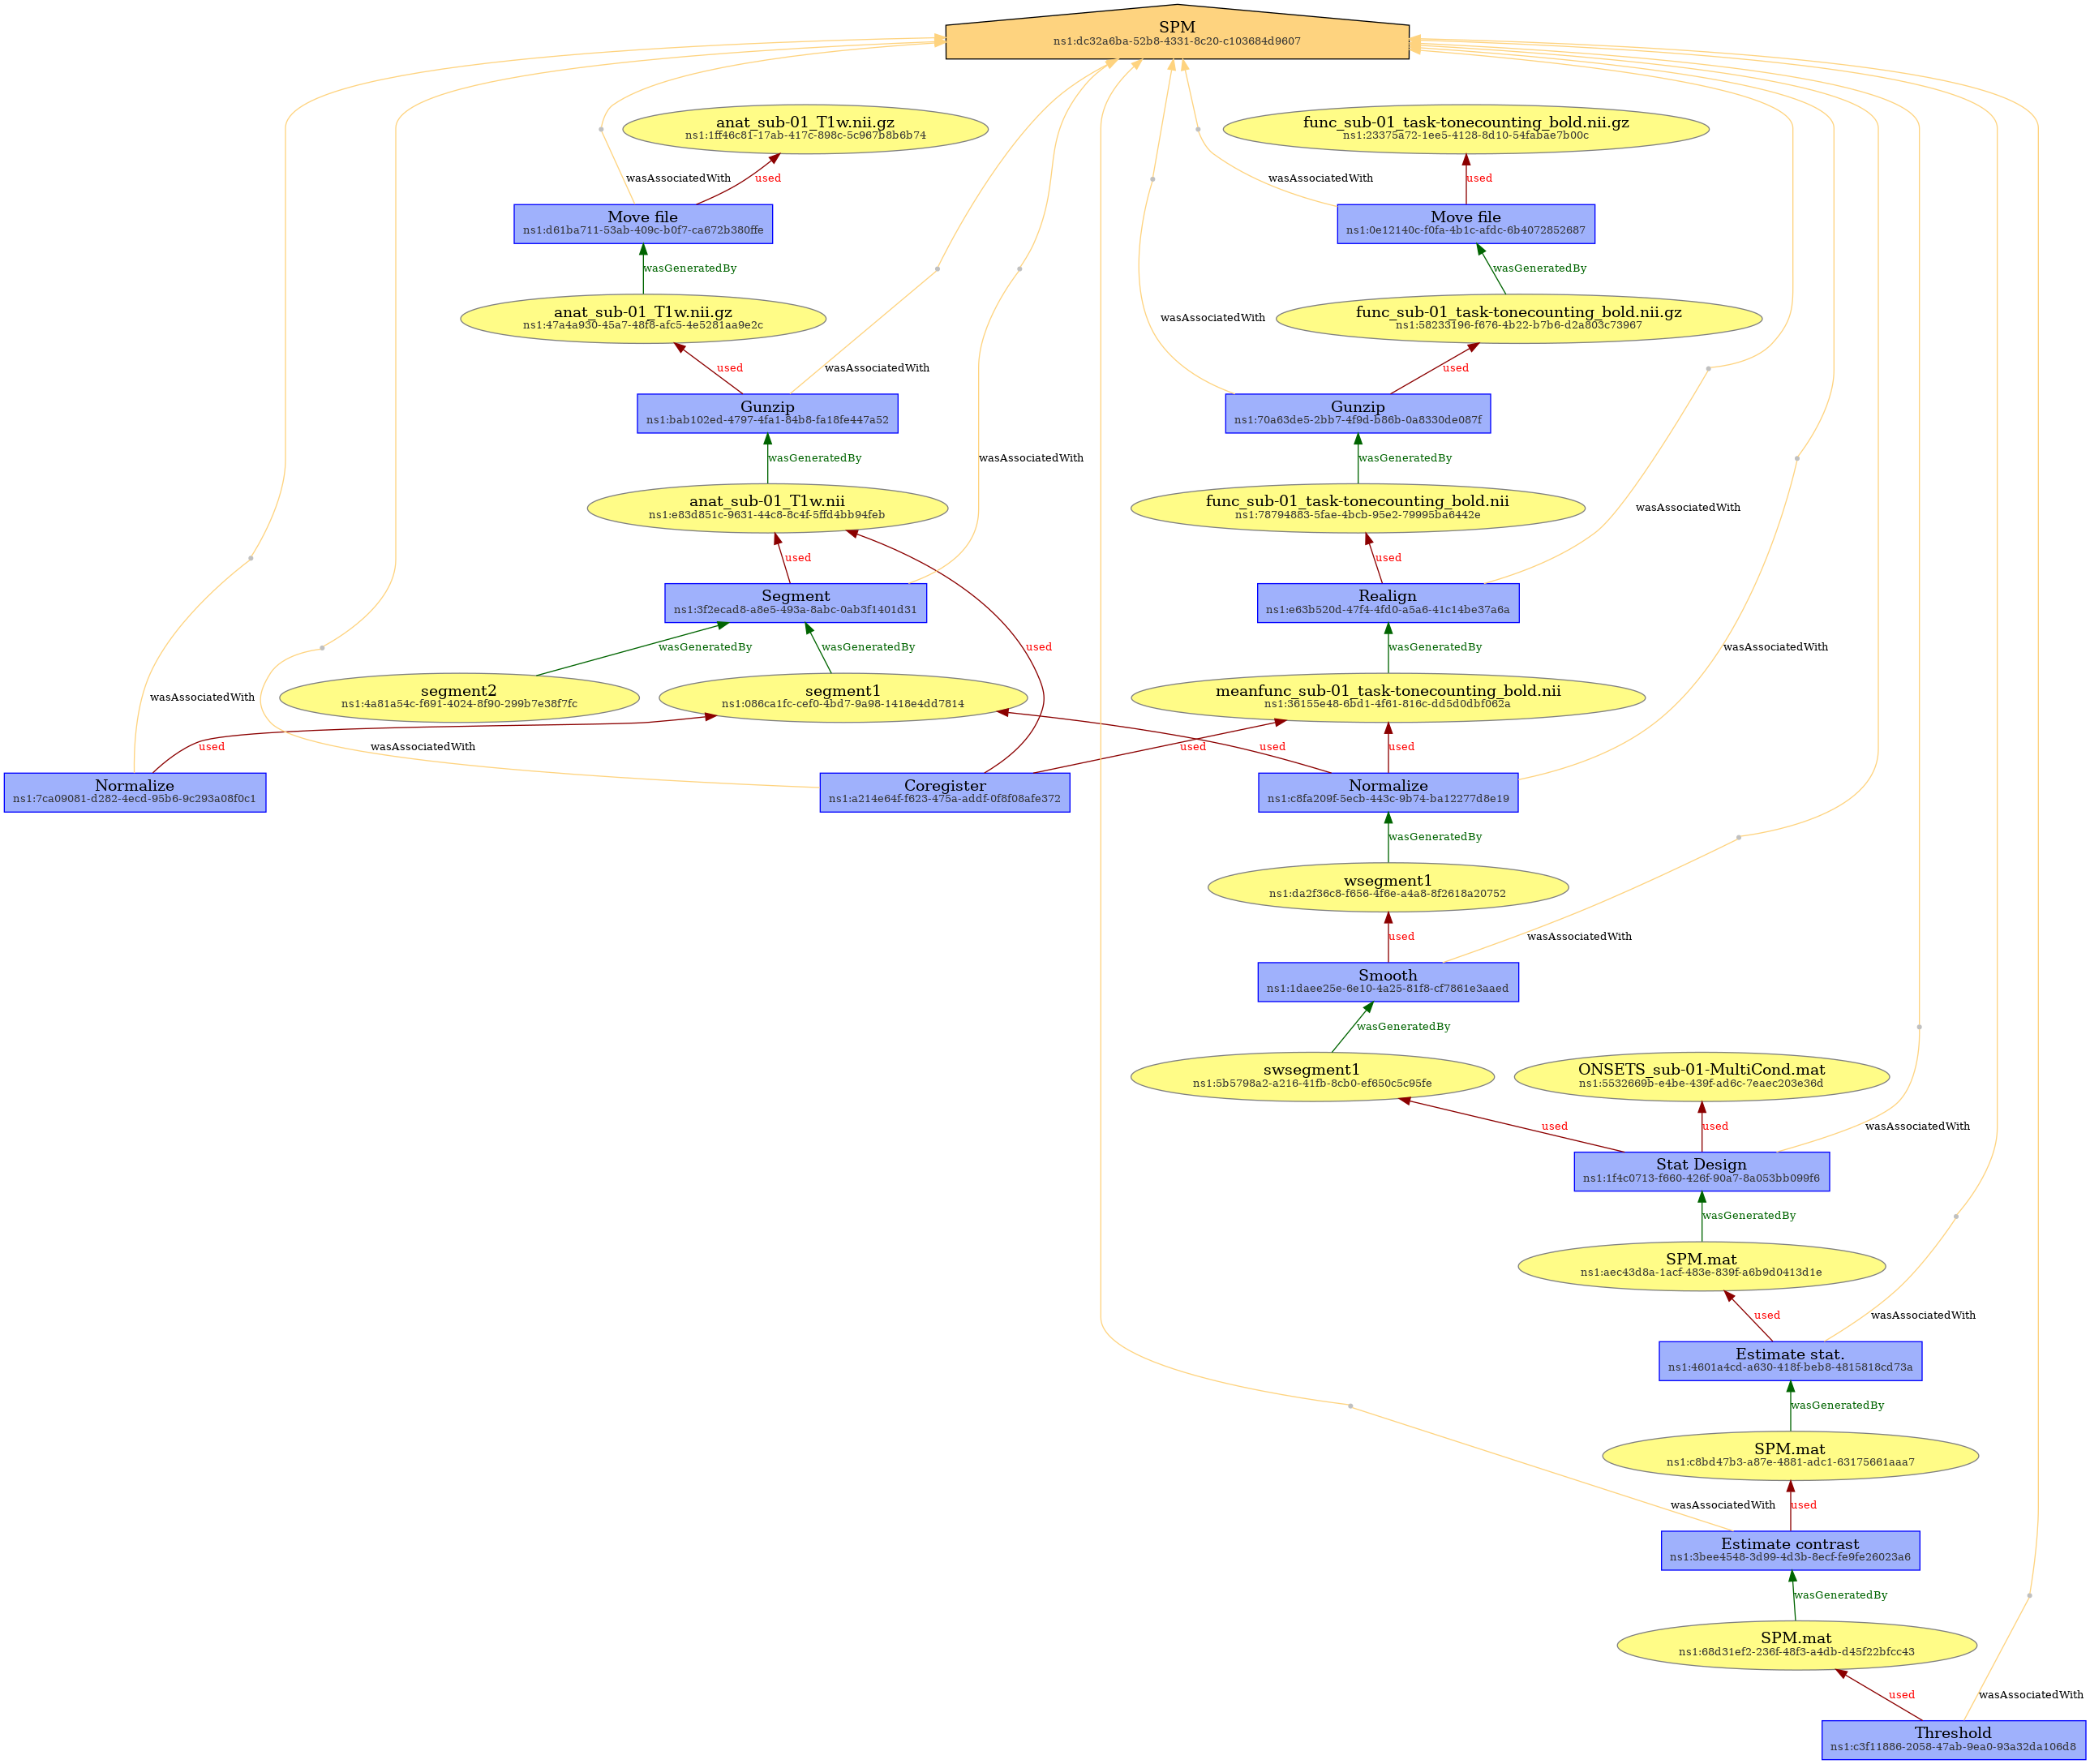 SPM
ns1:dc32a6ba-52b8-4331-8c20-c103684d9607
anat_sub-01_T1w.nii.gz
ns1:1ff46c81-17ab-417c-898c-5c967b8b6b74
func_sub-01_task-tonecounting_bold.nii.gz
ns1:23375a72-1ee5-4128-8d10-54fabae7b00c
wasAssociatedWith
used
wasAssociatedWith
used
Move file
ns1:d61ba711-53ab-409c-b0f7-ca672b380ffe
Move file
ns1:0e12140c-f0fa-4b1c-afdc-6b4072852687
wasGeneratedBy
wasGeneratedBy
anat_sub-01_T1w.nii.gz
ns1:47a4a930-45a7-48f8-afc5-4e5281aa9e2c
wasAssociatedWith
func_sub-01_task-tonecounting_bold.nii.gz
ns1:58233196-f676-4b22-b7b6-d2a803c73967
used
wasAssociatedWith
used
Gunzip
ns1:bab102ed-4797-4fa1-84b8-fa18fe447a52
Gunzip
ns1:70a63de5-2bb7-4f9d-b86b-0a8330de087f
wasGeneratedBy
wasAssociatedWith
wasGeneratedBy
anat_sub-01_T1w.nii
ns1:e83d851c-9631-44c8-8c4f-5ffd4bb94feb
func_sub-01_task-tonecounting_bold.nii
ns1:78794883-5fae-4bcb-95e2-79995ba6442e
wasAssociatedWith
used
used
Segment
ns1:3f2ecad8-a8e5-493a-8abc-0ab3f1401d31
Realign
ns1:e63b520d-47f4-4fd0-a5a6-41c14be37a6a
wasGeneratedBy
wasGeneratedBy
used
wasGeneratedBy
wasAssociatedWith
wasAssociatedWith
segment2
ns1:4a81a54c-f691-4024-8f90-299b7e38f7fc
segment1
ns1:086ca1fc-cef0-4bd7-9a98-1418e4dd7814
meanfunc_sub-01_task-tonecounting_bold.nii
ns1:36155e48-6bd1-4f61-816c-dd5d0dbf062a
used
wasAssociatedWith
used
used
used
Normalize
ns1:7ca09081-d282-4ecd-95b6-9c293a08f0c1
Coregister
ns1:a214e64f-f623-475a-addf-0f8f08afe372
Normalize
ns1:c8fa209f-5ecb-443c-9b74-ba12277d8e19
wasGeneratedBy
wsegment1
ns1:da2f36c8-f656-4f6e-a4a8-8f2618a20752
used
wasAssociatedWith
Smooth
ns1:1daee25e-6e10-4a25-81f8-cf7861e3aaed
wasGeneratedBy
swsegment1
ns1:5b5798a2-a216-41fb-8cb0-ef650c5c95fe
ONSETS_sub-01-MultiCond.mat
ns1:5532669b-e4be-439f-ad6c-7eaec203e36d
used
used
wasAssociatedWith
Stat Design
ns1:1f4c0713-f660-426f-90a7-8a053bb099f6
wasGeneratedBy
SPM.mat
ns1:aec43d8a-1acf-483e-839f-a6b9d0413d1e
used
wasAssociatedWith
Estimate stat.
ns1:4601a4cd-a630-418f-beb8-4815818cd73a
wasGeneratedBy
SPM.mat
ns1:c8bd47b3-a87e-4881-adc1-63175661aaa7
wasAssociatedWith
used
Estimate contrast
ns1:3bee4548-3d99-4d3b-8ecf-fe9fe26023a6
wasGeneratedBy
SPM.mat
ns1:68d31ef2-236f-48f3-a4db-d45f22bfcc43
used
wasAssociatedWith
Threshold
ns1:c3f11886-2058-47ab-9ea0-93a32da106d8